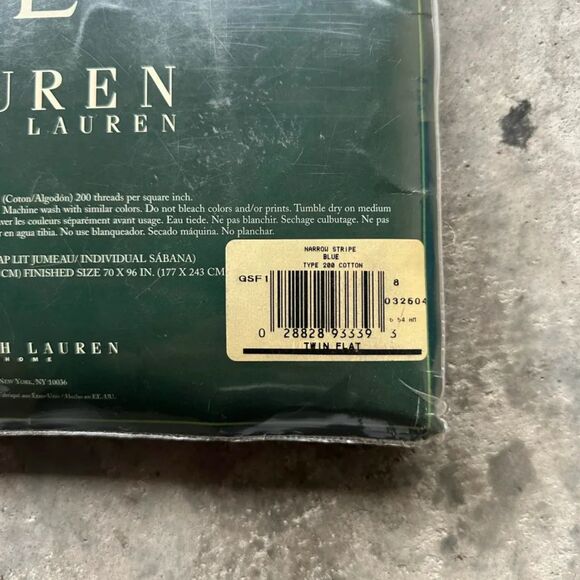 L
UREN
LAUREN
(Coton/Algodón) 200 threads per square inch.
Machine wash with similar colors. Do not bleach colors and/or prints. Tumble dry on medium
ver les couleurs séparément avant usage. Eau tiede. Ne pas blanchir. Sechage culbutage. Ne pas
r en agua tibia. No use blanqueador. Secado máquina. No planchar.
AP LIT JUMEAU/ INDIVIDUAL SÁBANA)
CM) FINISHED SIZE 70 X 96 IN. (177 X 243 CM
H LAUREN
HOME
NEW YORK, NY 10036
NARROW STRIPE
BLUE
TYPE 200 COTTON
GSF1
8
032604
0 28828 93339 3
TWIN FLAT